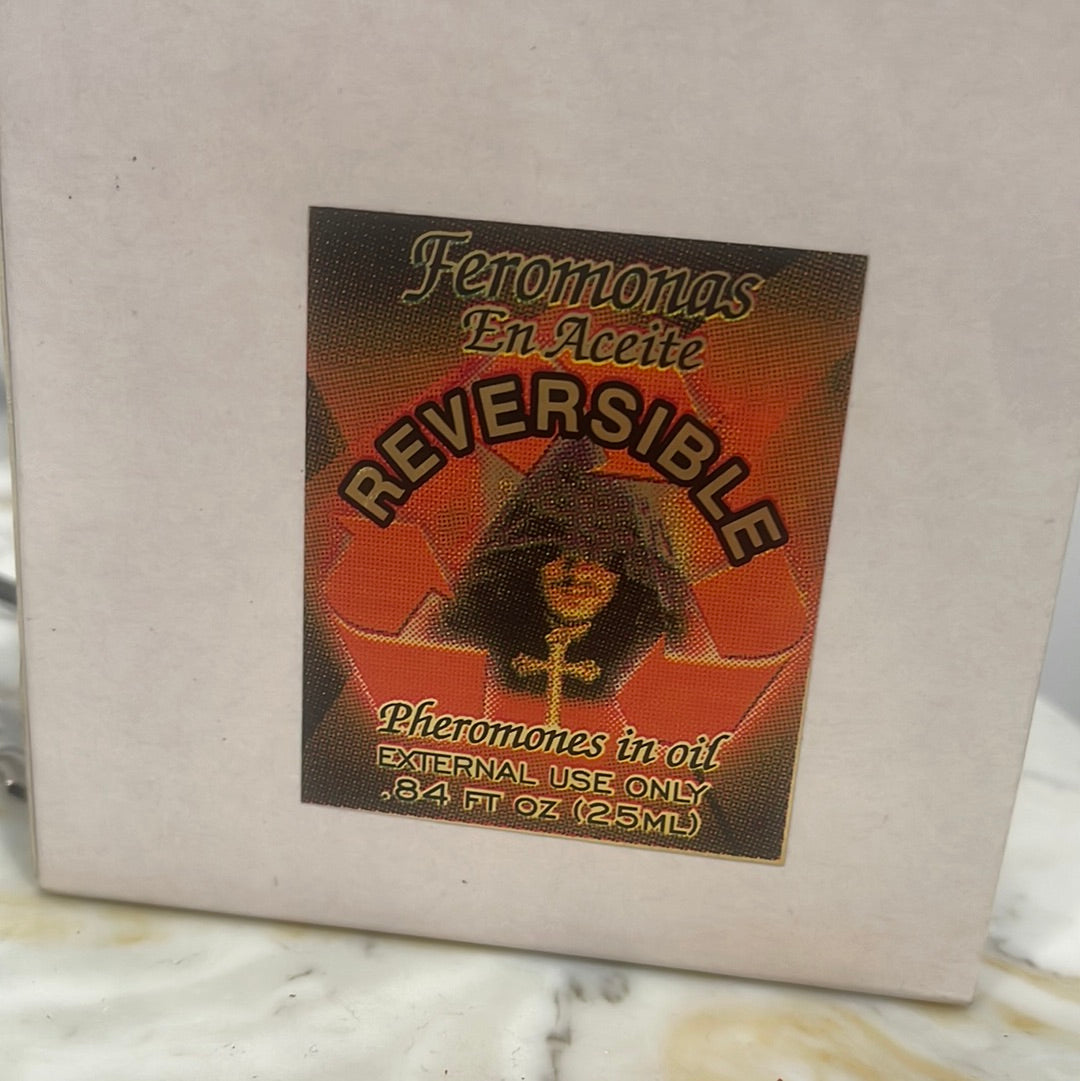 Feromonas
En Aceite
REVERSIBLE
Pheromones in oil
EXTERNAL USE ONLY
.84 FT OZ (25ML)